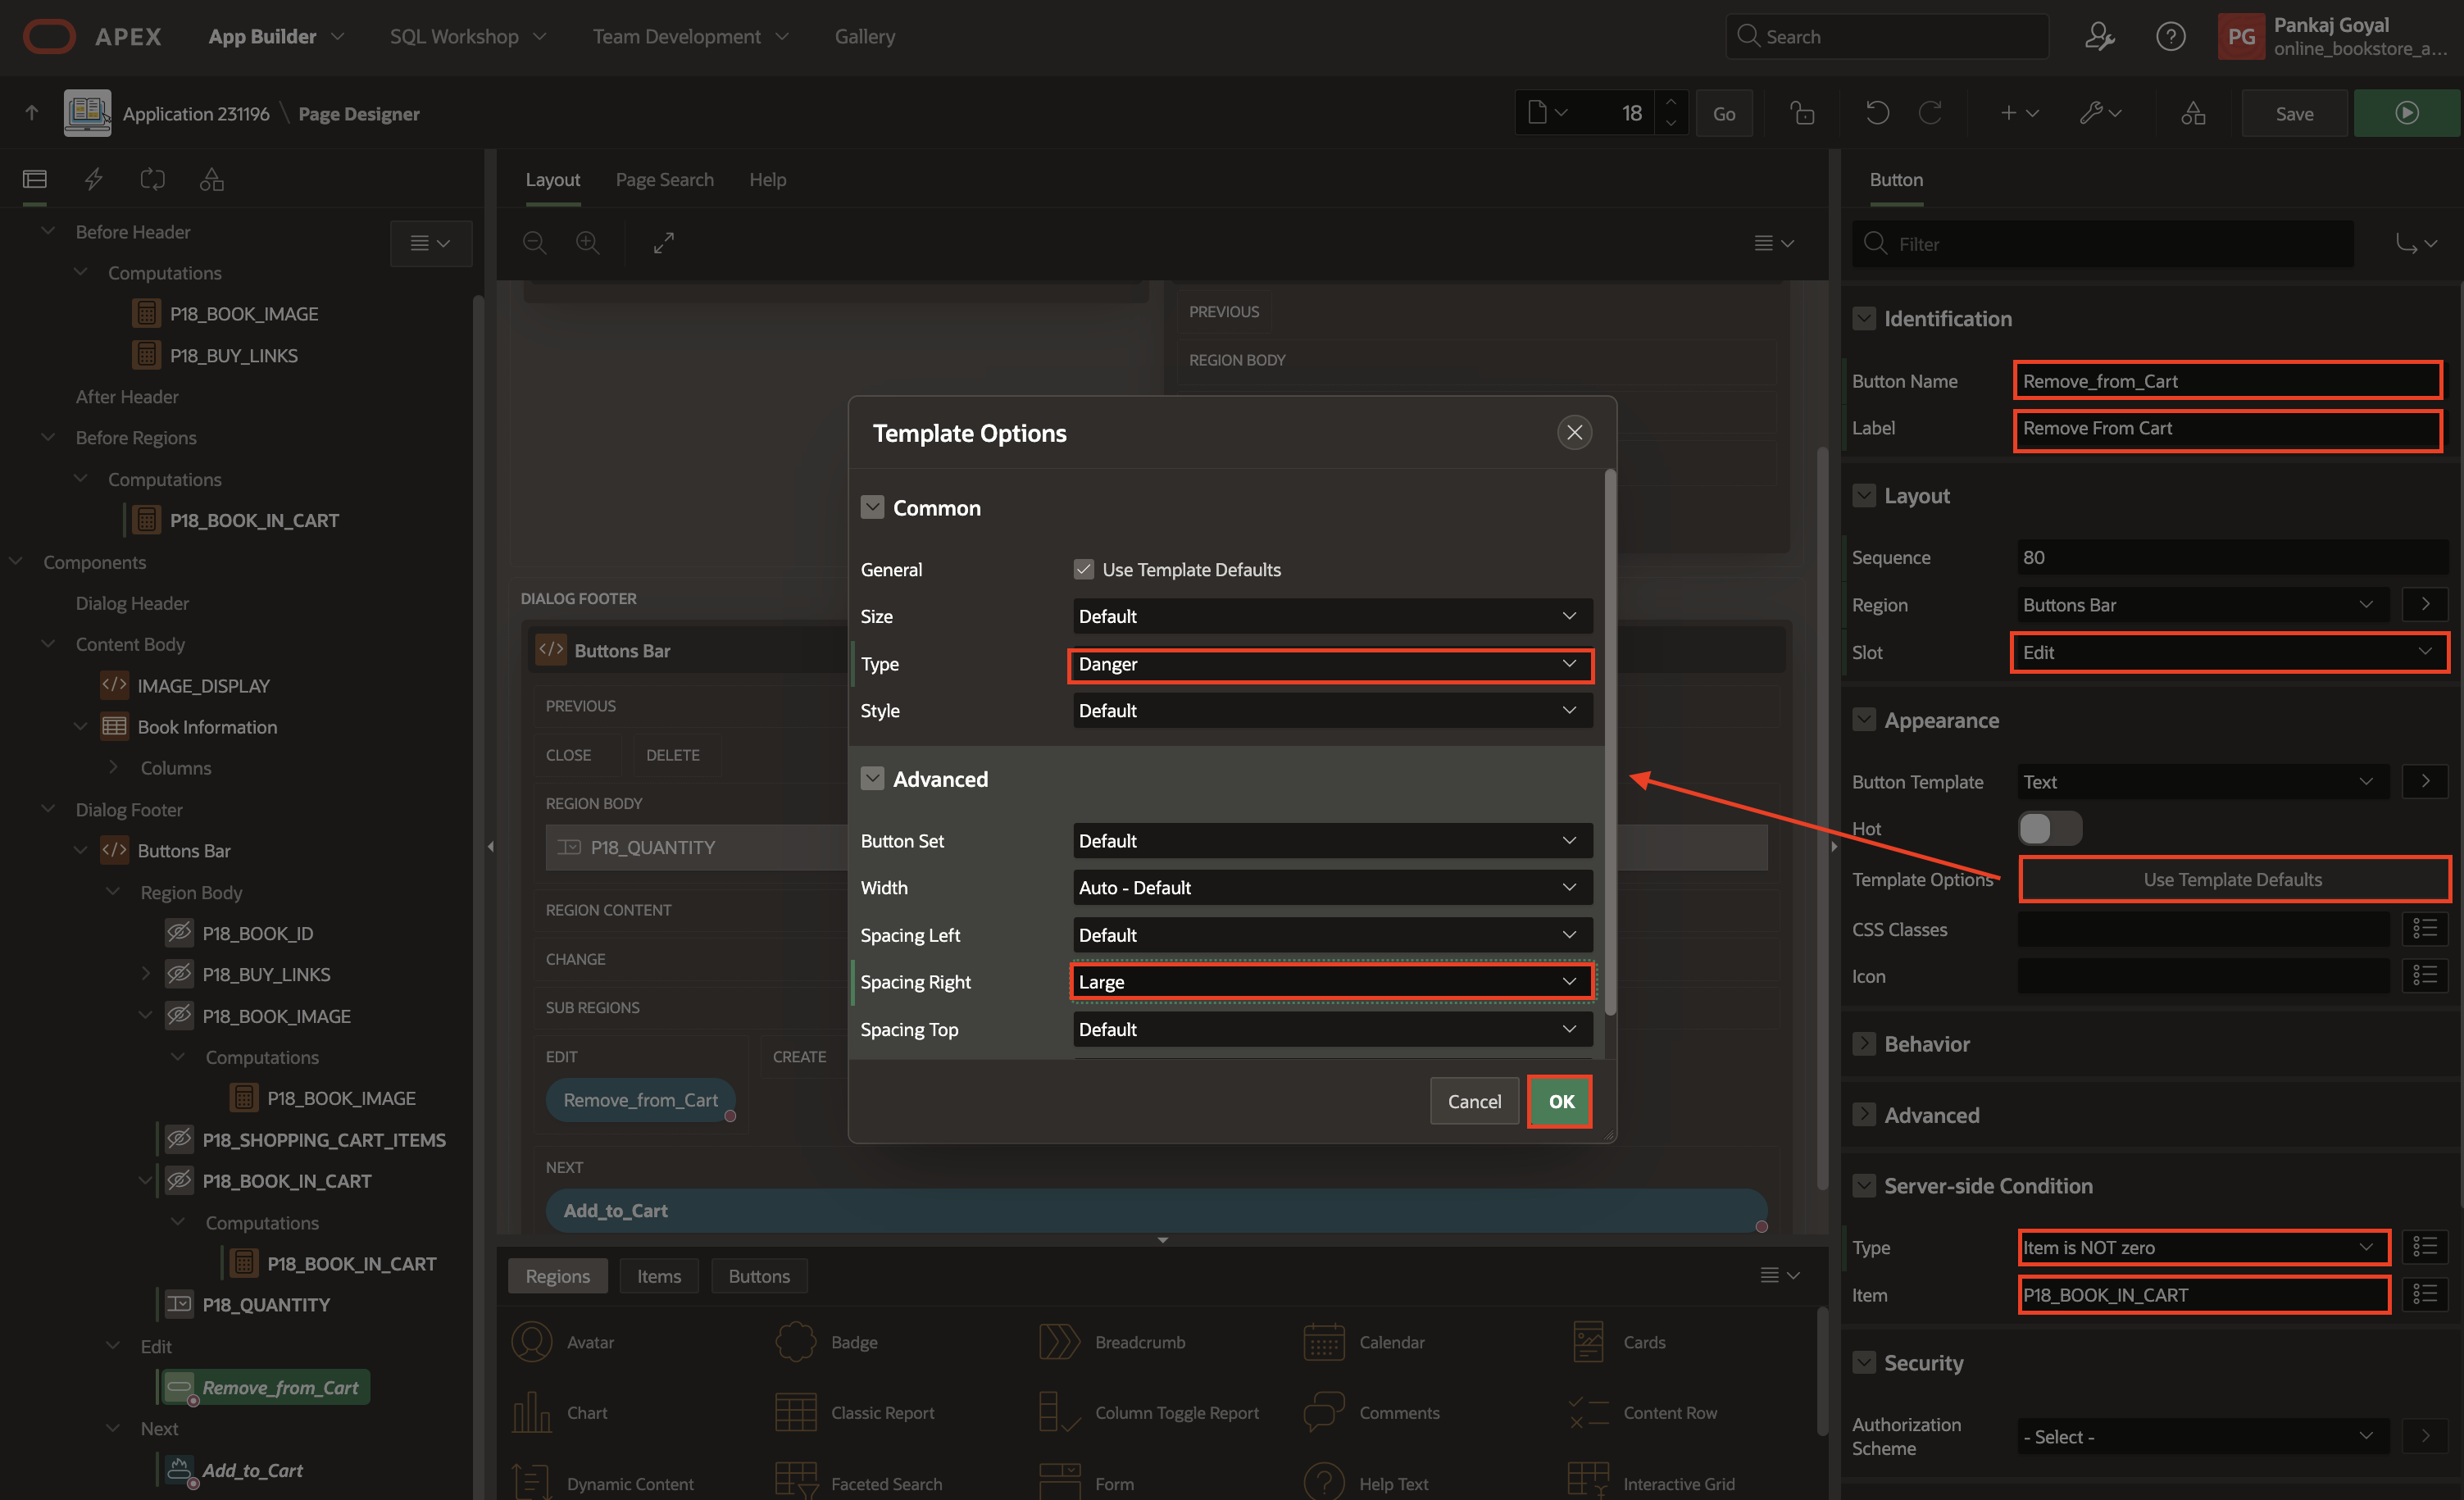 APEX App Builder SQL Workshop Team Development Gallery Search PG Pankaj Goyal
online_bookstore_a...
Application 231196 \ Page Designer 18 Go Save
Layout Page Search Help
Button
Filter
Before Header
Computations
P18_BOOK_IMAGE
P18_BUY_LINKS
After Header
Before Regions
Computations
P18_BOOK_IN_CART
Components
Dialog Header
Content Body
IMAGE_DISPLAY
Book Information
Columns
Dialog Footer
Buttons Bar
Region Body
P18_BOOK_ID
P18_BUY_LINKS
P18_BOOK_IMAGE
Computations
P18_BOOK_IMAGE
P18_SHOPPING_CART_ITEMS
P18_BOOK_IN_CART
Computations
P18_BOOK_IN_CART
P18_QUANTITY
Edit
Remove_from_Cart
Next
Add_to_Cart
PREVIOUS
REGION BODY
DIALOG FOOTER
Buttons Bar
PREVIOUS
CLOSE DELETE
REGION BODY
P18_QUANTITY
REGION CONTENT
CHANGE
SUB REGIONS
EDIT CREATE
Remove_from_Cart
NEXT
Add_to_Cart
Template Options
Common
General Use Template Defaults
Size Default
Type Danger
Style Default
Advanced
Button Set Default
Width Auto - Default
Spacing Left Default
Spacing Right Large
Spacing Top Default
Cancel OK
Regions Items Buttons
Avatar Badge Breadcrumb Calendar Cards
Chart Classic Report Column Toggle Report Comments Content Row
Dynamic Content Faceted Search Form Help Text Interactive Grid
Identification
Button Name Remove_from_Cart
Label Remove From Cart
Layout
Sequence 80
Region Buttons Bar
Slot Edit
Appearance
Button Template Text
Hot
Template Options Use Template Defaults
CSS Classes
Icon
Behavior
Advanced
Server-side Condition
Type Item is NOT zero
Item P18_BOOK_IN_CART
Security
Authorization
Scheme - Select -